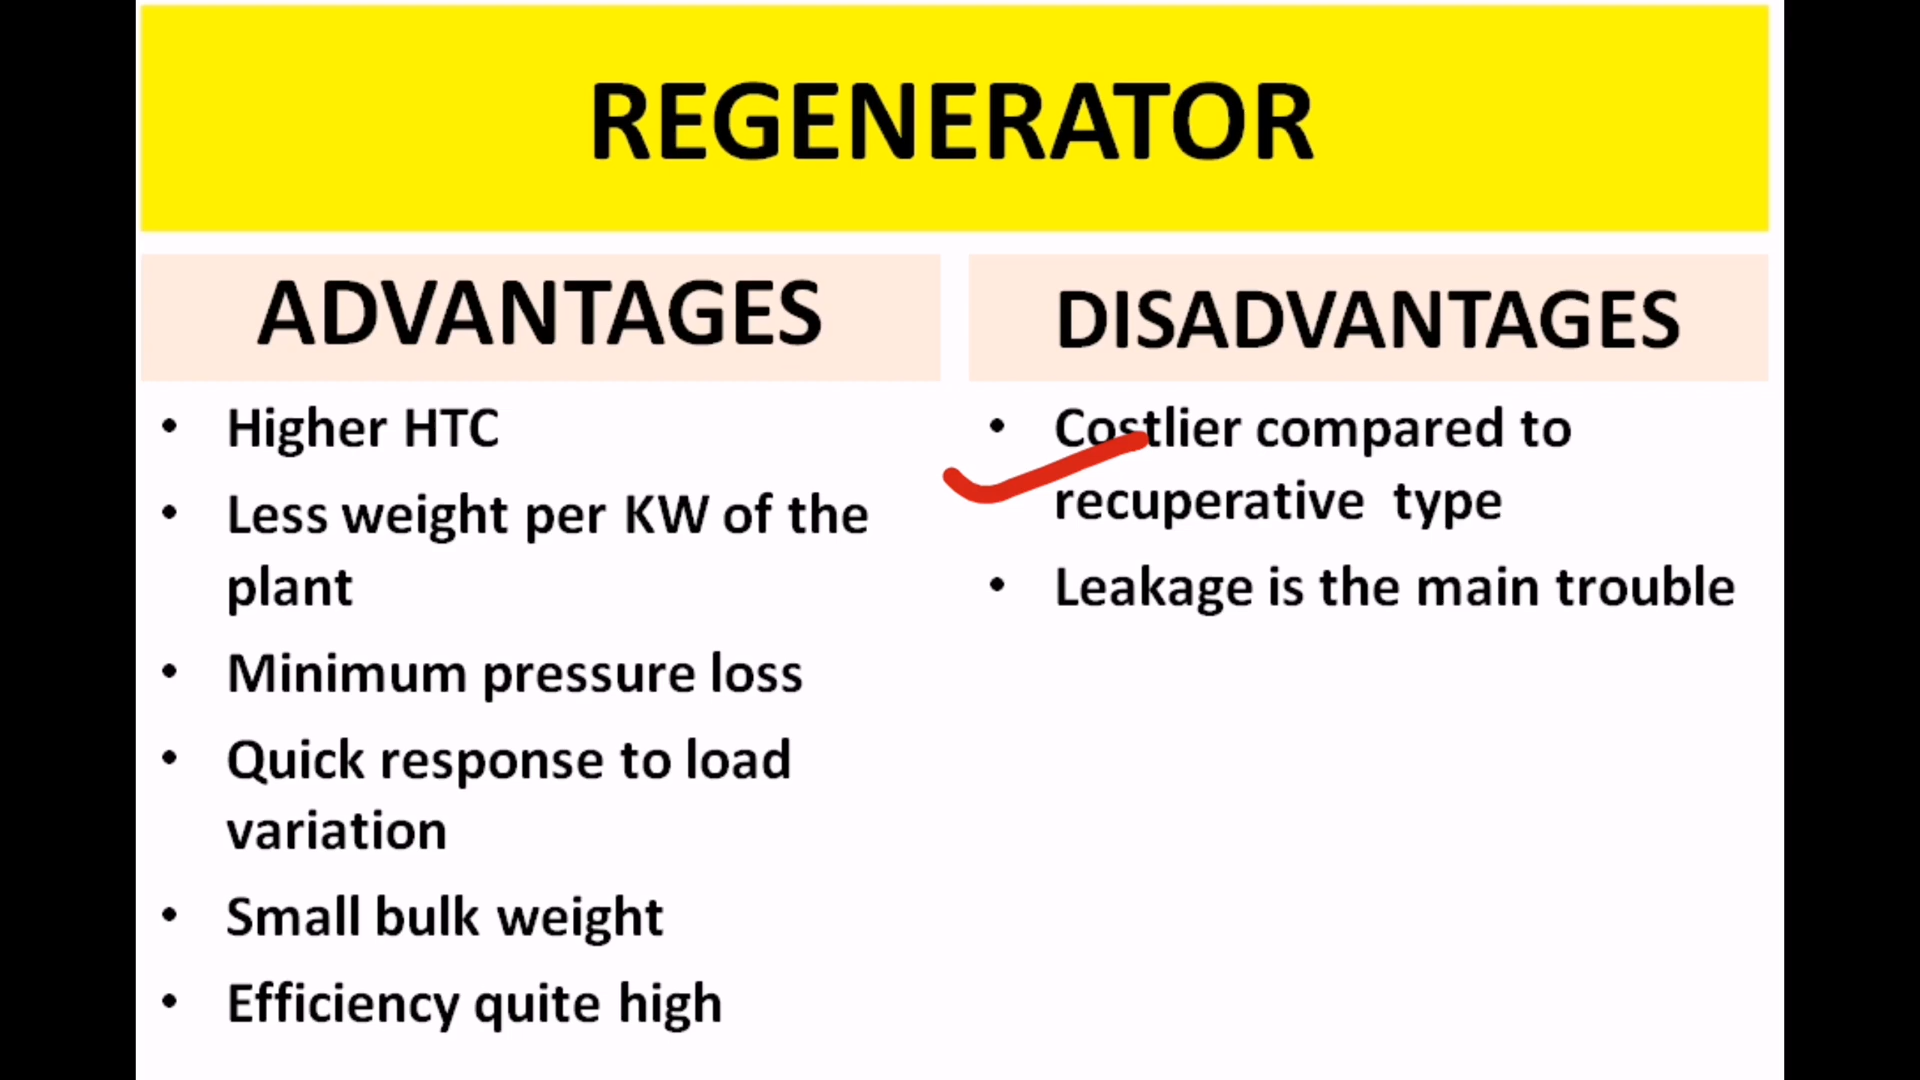 REGENERATOR
ADVANTAGES
• Higher HTC
• Less weight per KW of the
plant
• Minimum pressure loss
• Quick response to load
variation
• Small bulk weight
• Efficiency quite high
DISADVANTAGES
• Costlier compared to
recuperative type
• Leakage is the main trouble